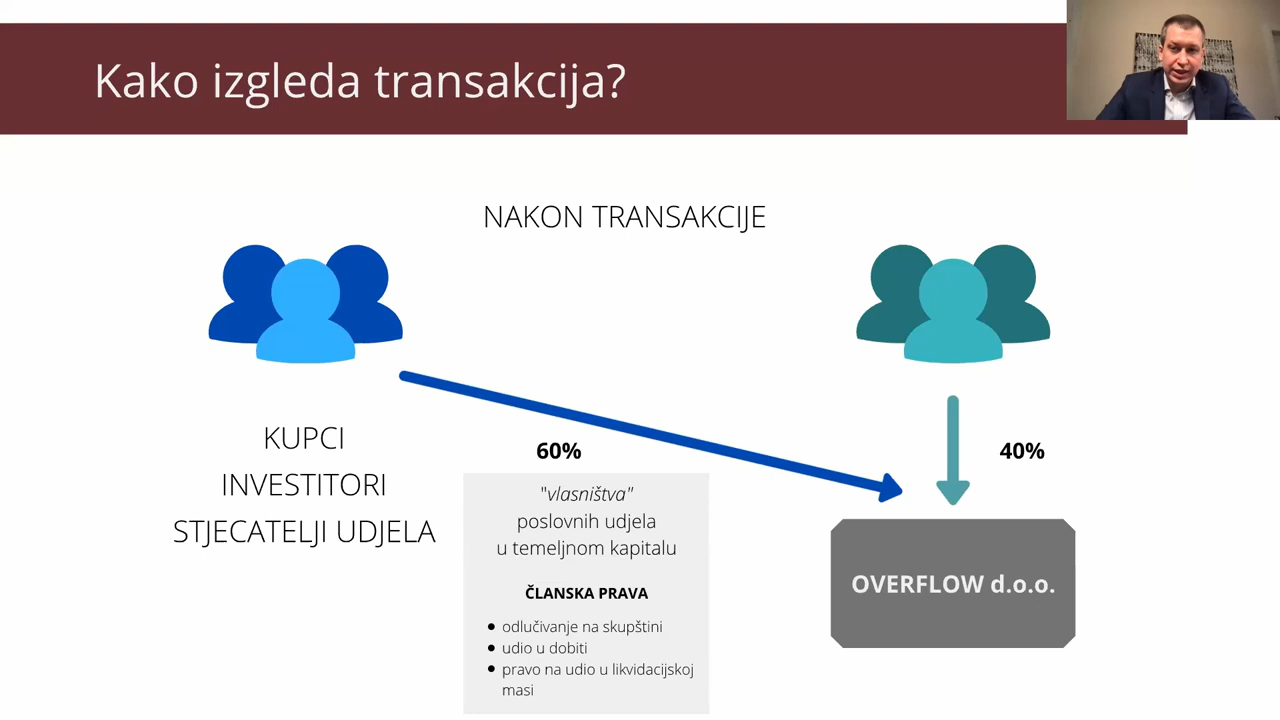 Kako izgleda transakcija?
NAKON TRANSAKCIJE
KUPCI
INVESTITORI
STJECATELJI UDJELA
60%
"vlasništva"
poslovnih udjela
u temeljnom kapitalu
ČLANSKA PRAVA
• odlučivanje na skupštini
• udio u dobiti
• pravo na udio u likvidacijskoj
masi
40%
OVERFLOW d.o.o.